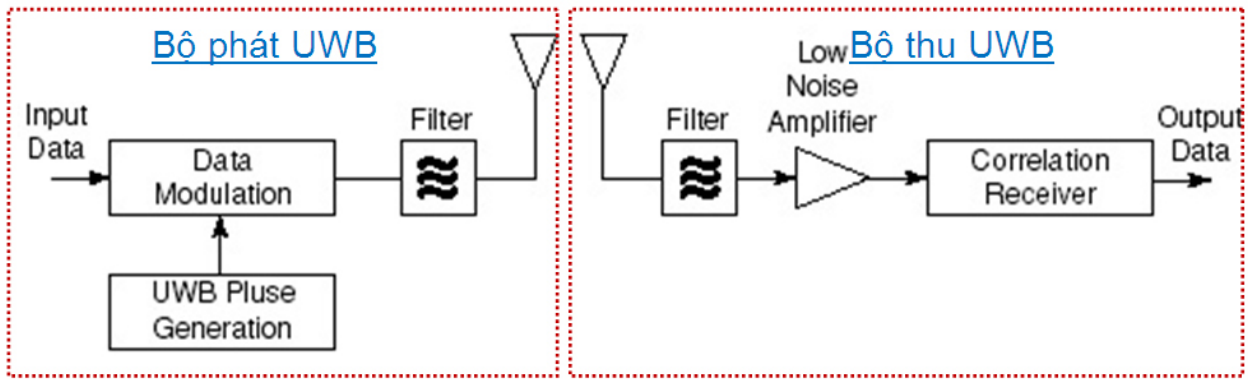 Bộ phát UWB
Input
Data
Data
Modulation
Filter
UWB Pluse
Generation
Bộ thu UWB
Filter
Low
Noise
Amplifier
Correlation
Receiver
Output
Data